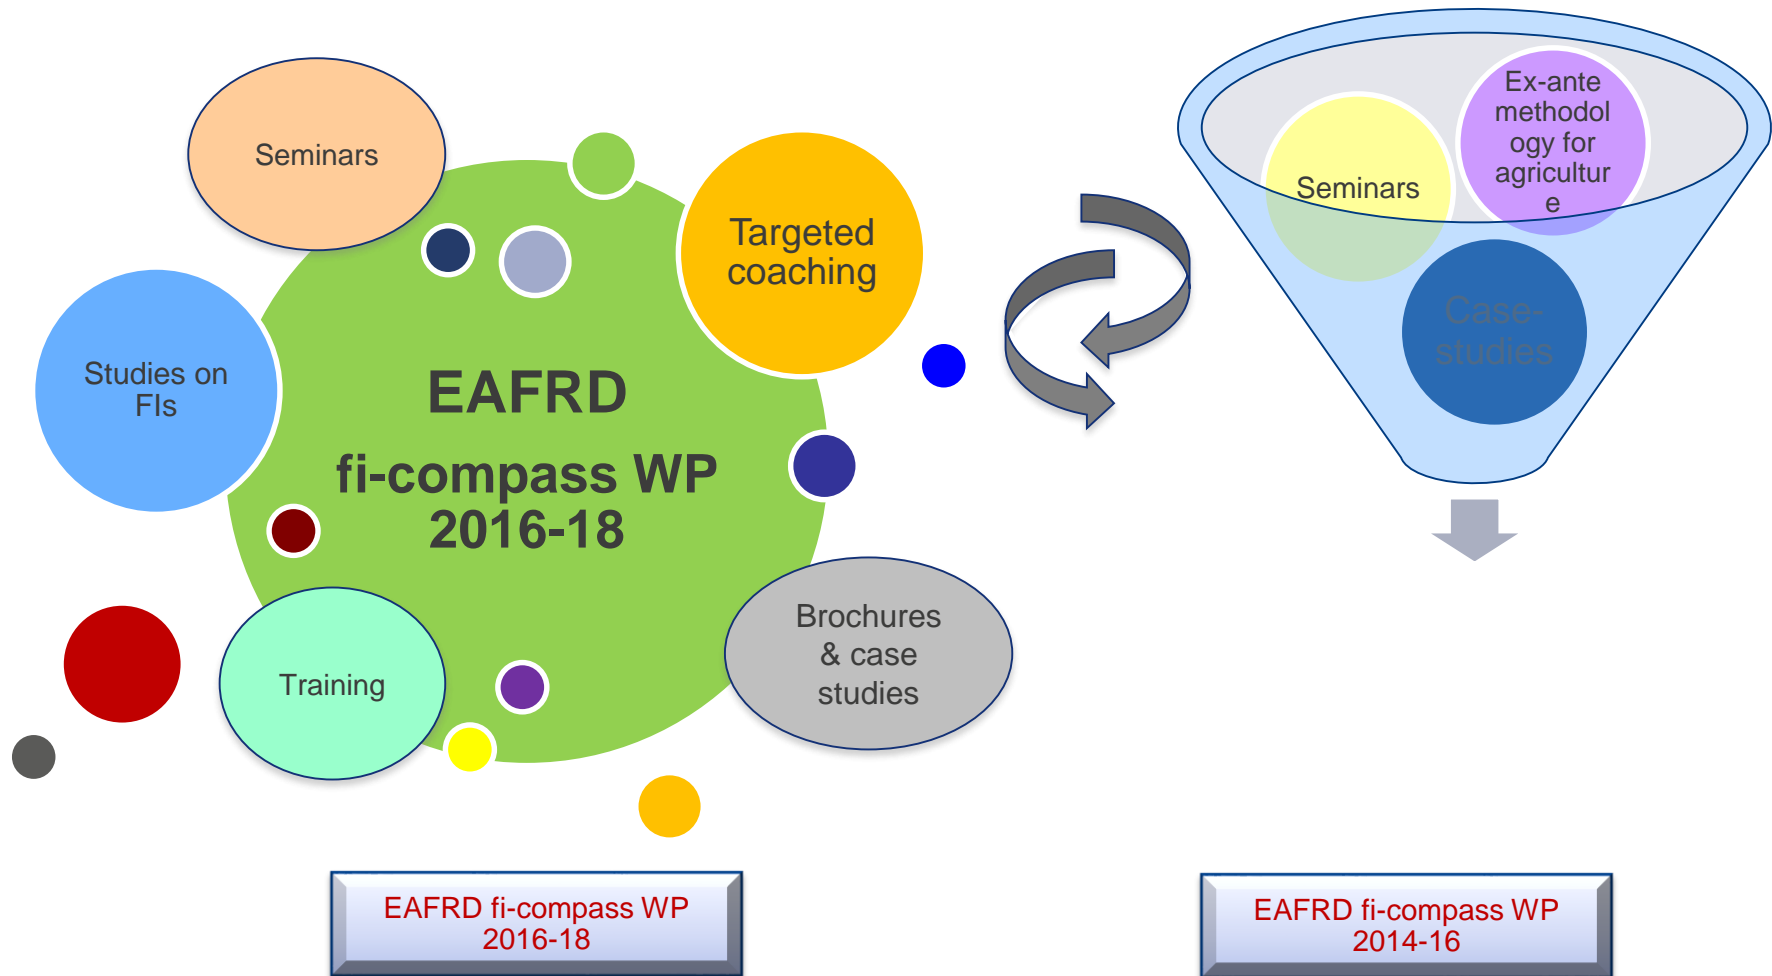 Seminars
Targeted
coaching
Studies on
FIs
EAFRD
fi-compass WP
2016-18
Training
Brochures
& case
studies
Ex-ante
methodol
ogy for
agricultur
e
Seminars
Case-
studies
EAFRD fi-compass WP
2016-18
EAFRD fi-compass WP
2014-16